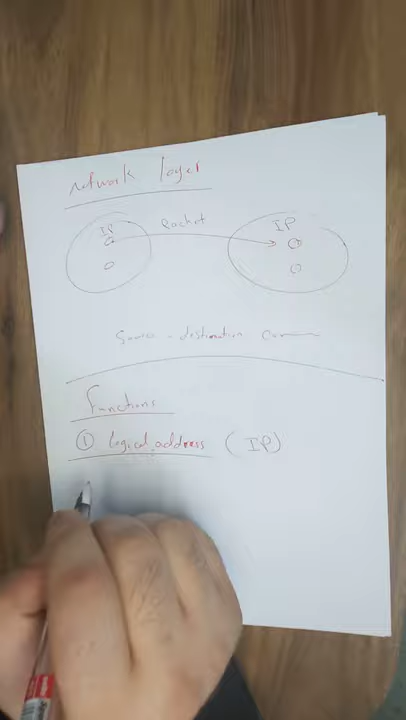 Network layer
IP Packet IP
Source - destination
Functions
① logical address (IP)